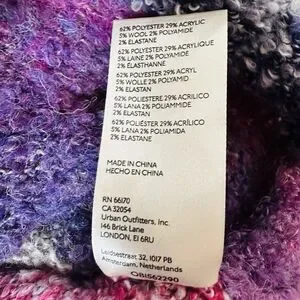 62% POLYESTER 29% ACRYLIC
5% WOOL 2% POLYAMIDE
2% ELASTANE
62% POLYESTER 29% ACRYLIQUE
5% LAINE 2% POLYAMIDE
2% ÉLASTHANNE
62% POLYESTER 29% ACRYL
5% WOLLE 2% POLYAMID
2% ELASTAN
62% POLIESTERE 29% ACRILICO
5% LANA 2% POLIAMMIDE
2% ELASTAN
62% POLIÉSTER 29% ACRÍLICO
5% LANA 2% POLIAMIDA
2% ELASTANO
MADE IN CHINA
HECHO EN CHINA
RN 66170
CA 32054
Urban Outfitters, Inc.
146 Brick Lane
LONDON, E1 6RU
Leidsestraat 32, 1017 PB
Amsterdam, Netherlands
OBI562290